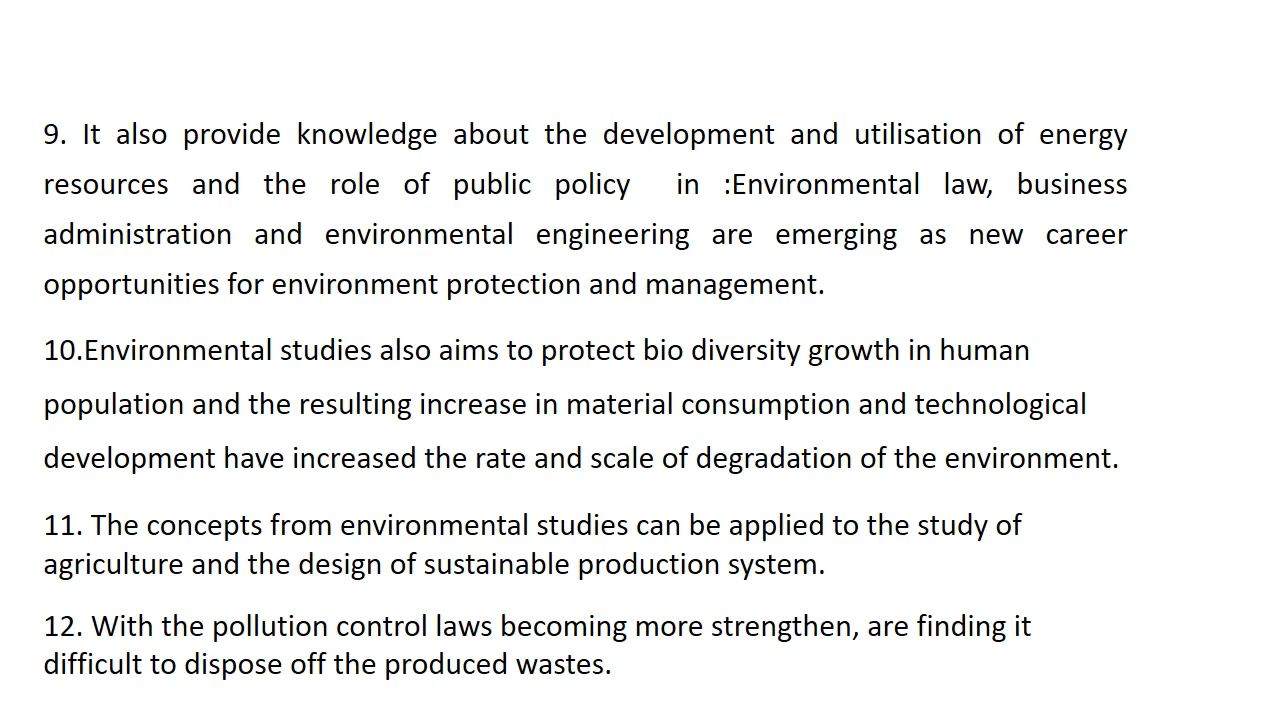 9. It also provide knowledge about the development and utilisation of energy
resources and the role of public policy in :Environmental law, business
administration and environmental engineering are emerging as new career
opportunities for environment protection and management.
10.Environmental studies also aims to protect bio diversity growth in human
population and the resulting increase in material consumption and technological
development have increased the rate and scale of degradation of the environment.
11. The concepts from environmental studies can be applied to the study of
agriculture and the design of sustainable production system.
12. With the pollution control laws becoming more strengthen, are finding it
difficult to dispose off the produced wastes.